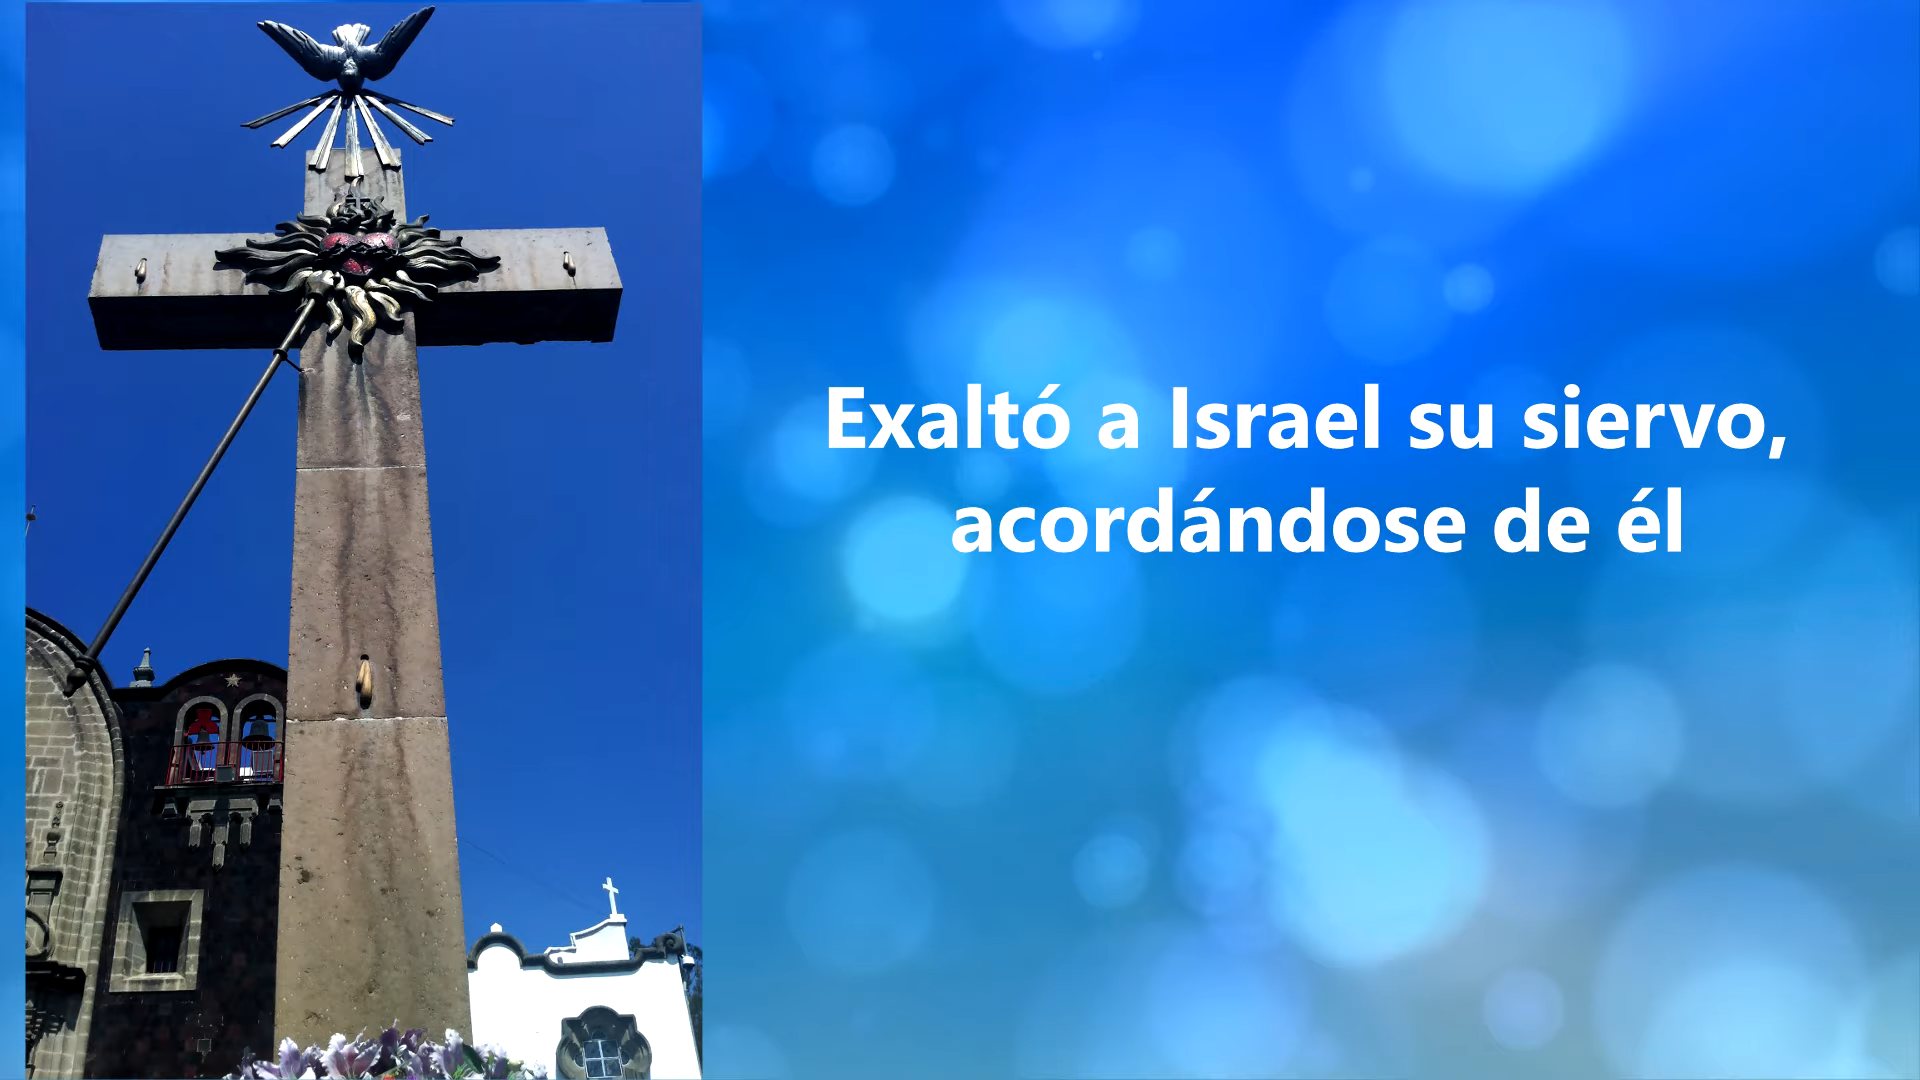 Exaltó a Israel su siervo,
acordándose de él